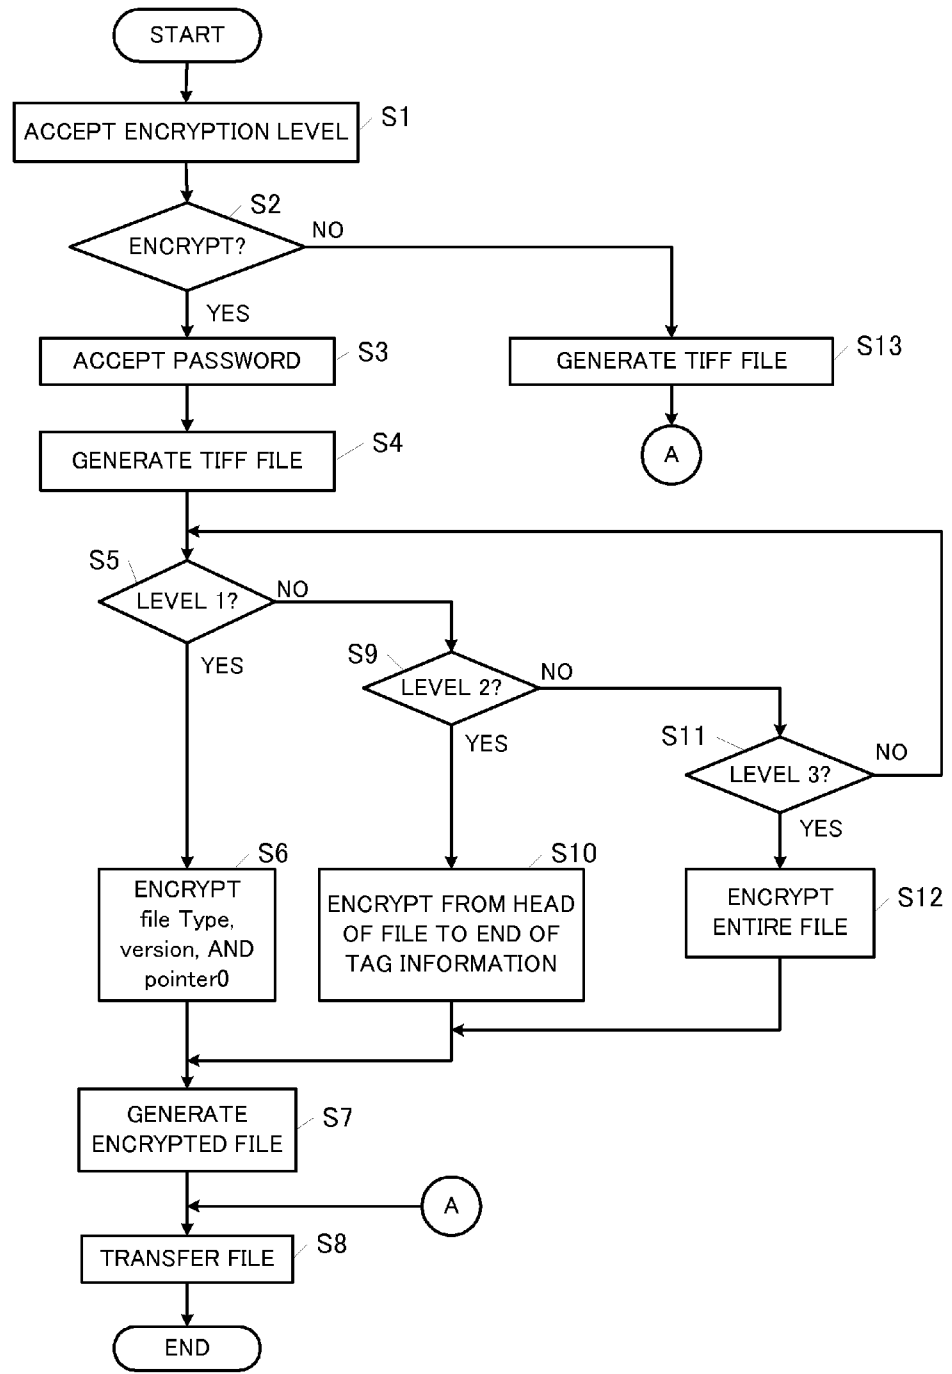 START
ACCEPT ENCRYPTION LEVEL
S1
S2
ENCRYPT?
NO
YES
ACCEPT PASSWORD
S3
GENERATE TIFF FILE
S13
GENERATE TIFF FILE
S4
A
S5
LEVEL 1?
NO
YES
S9
LEVEL 2?
NO
YES
S11
LEVEL 3?
NO
YES
S6
ENCRYPT
file Type,
version, AND
pointer0
S10
ENCRYPT FROM HEAD
OF FILE TO END OF
TAG INFORMATION
ENCRYPT
ENTIRE FILE
S12
GENERATE
ENCRYPTED FILE
S7
A
TRANSFER FILE
S8
END